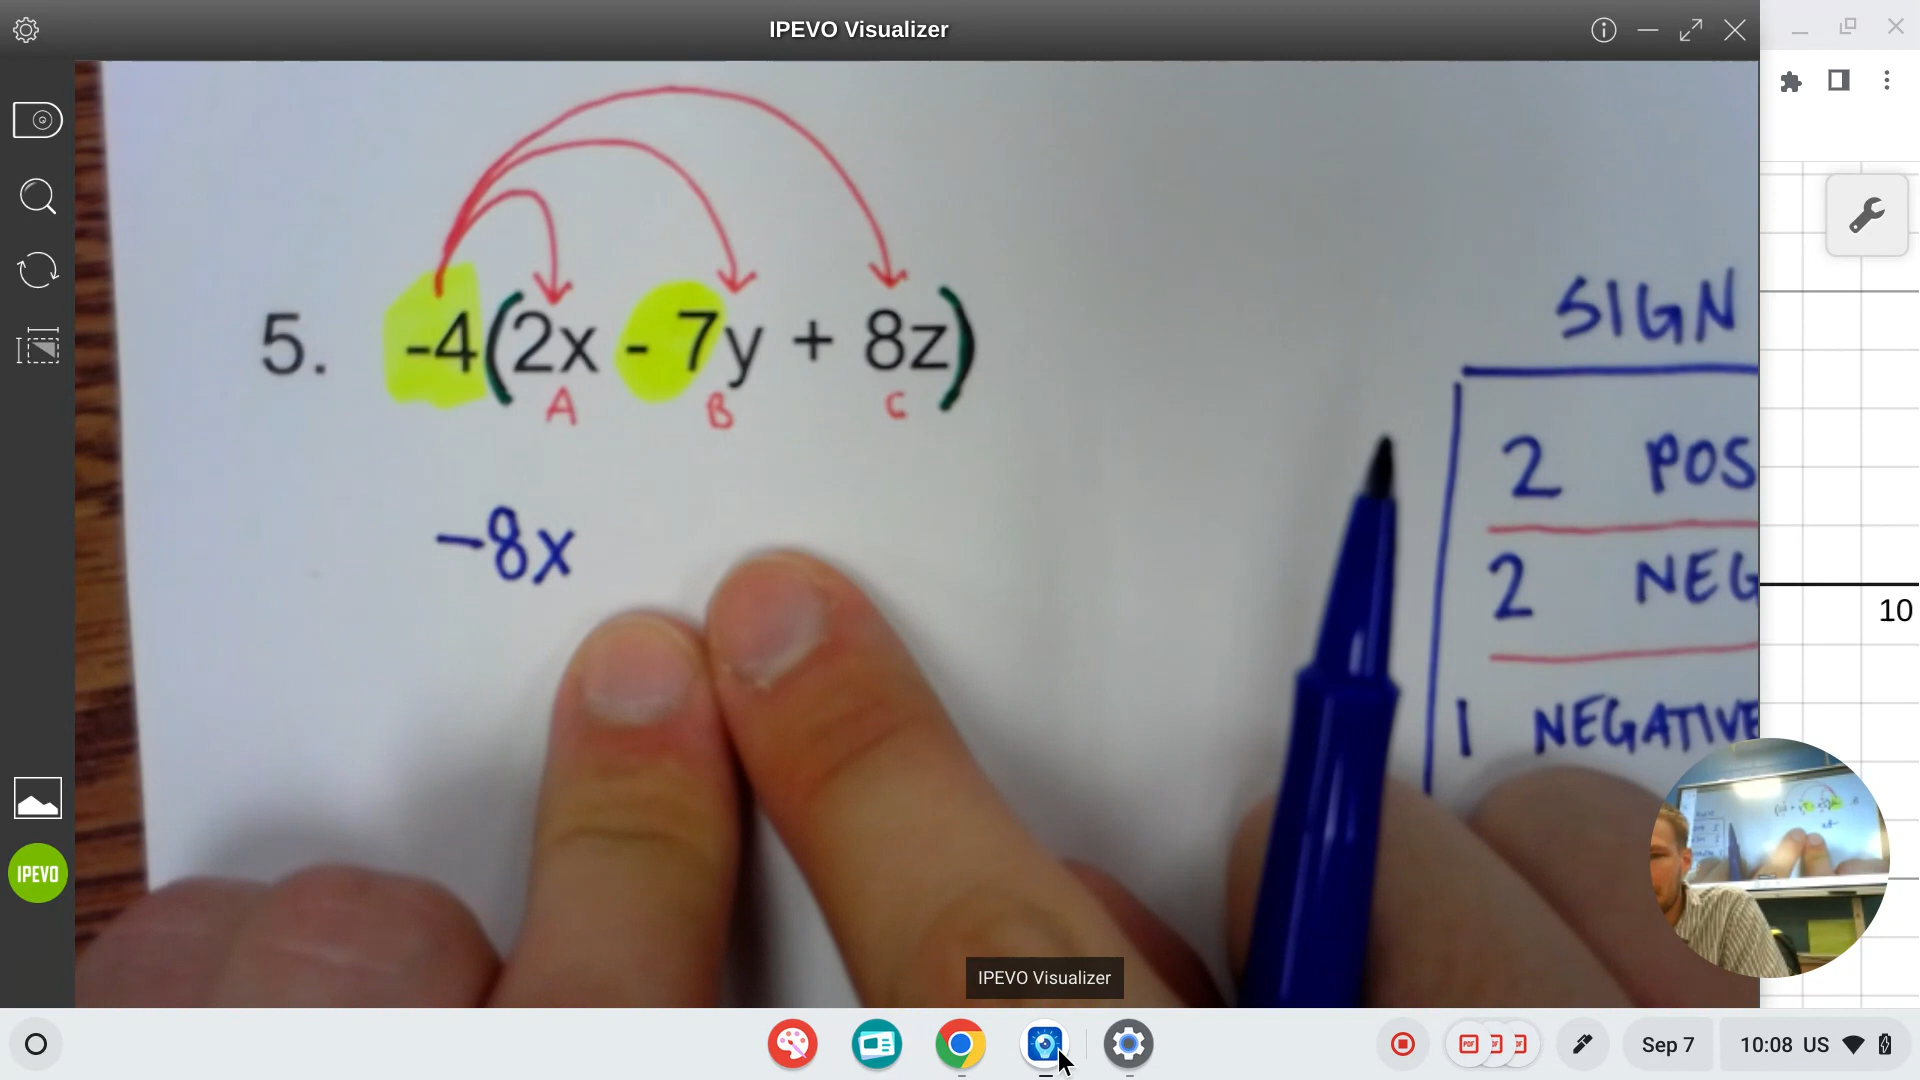 IPEVO Visualizer
5. -4(2x - 7y + 8z)
A B C
-8x
SIGN
2 POS
2 NEG
1 NEGATIVE
10
IPEVO
IPEVO Visualizer
Sep 7 10:08 US